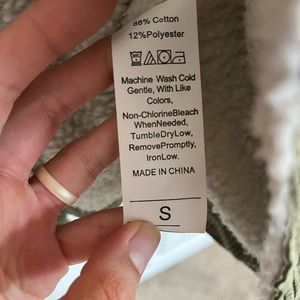 88% Cotton
12%Polyester
Machine Wash Cold
Gentle, With Like
Colors,
Non-ChlorineBleach
WhenNeeded,
TumbleDryLow,
RemovePromptly,
IronLow.
MADE IN CHINA
S